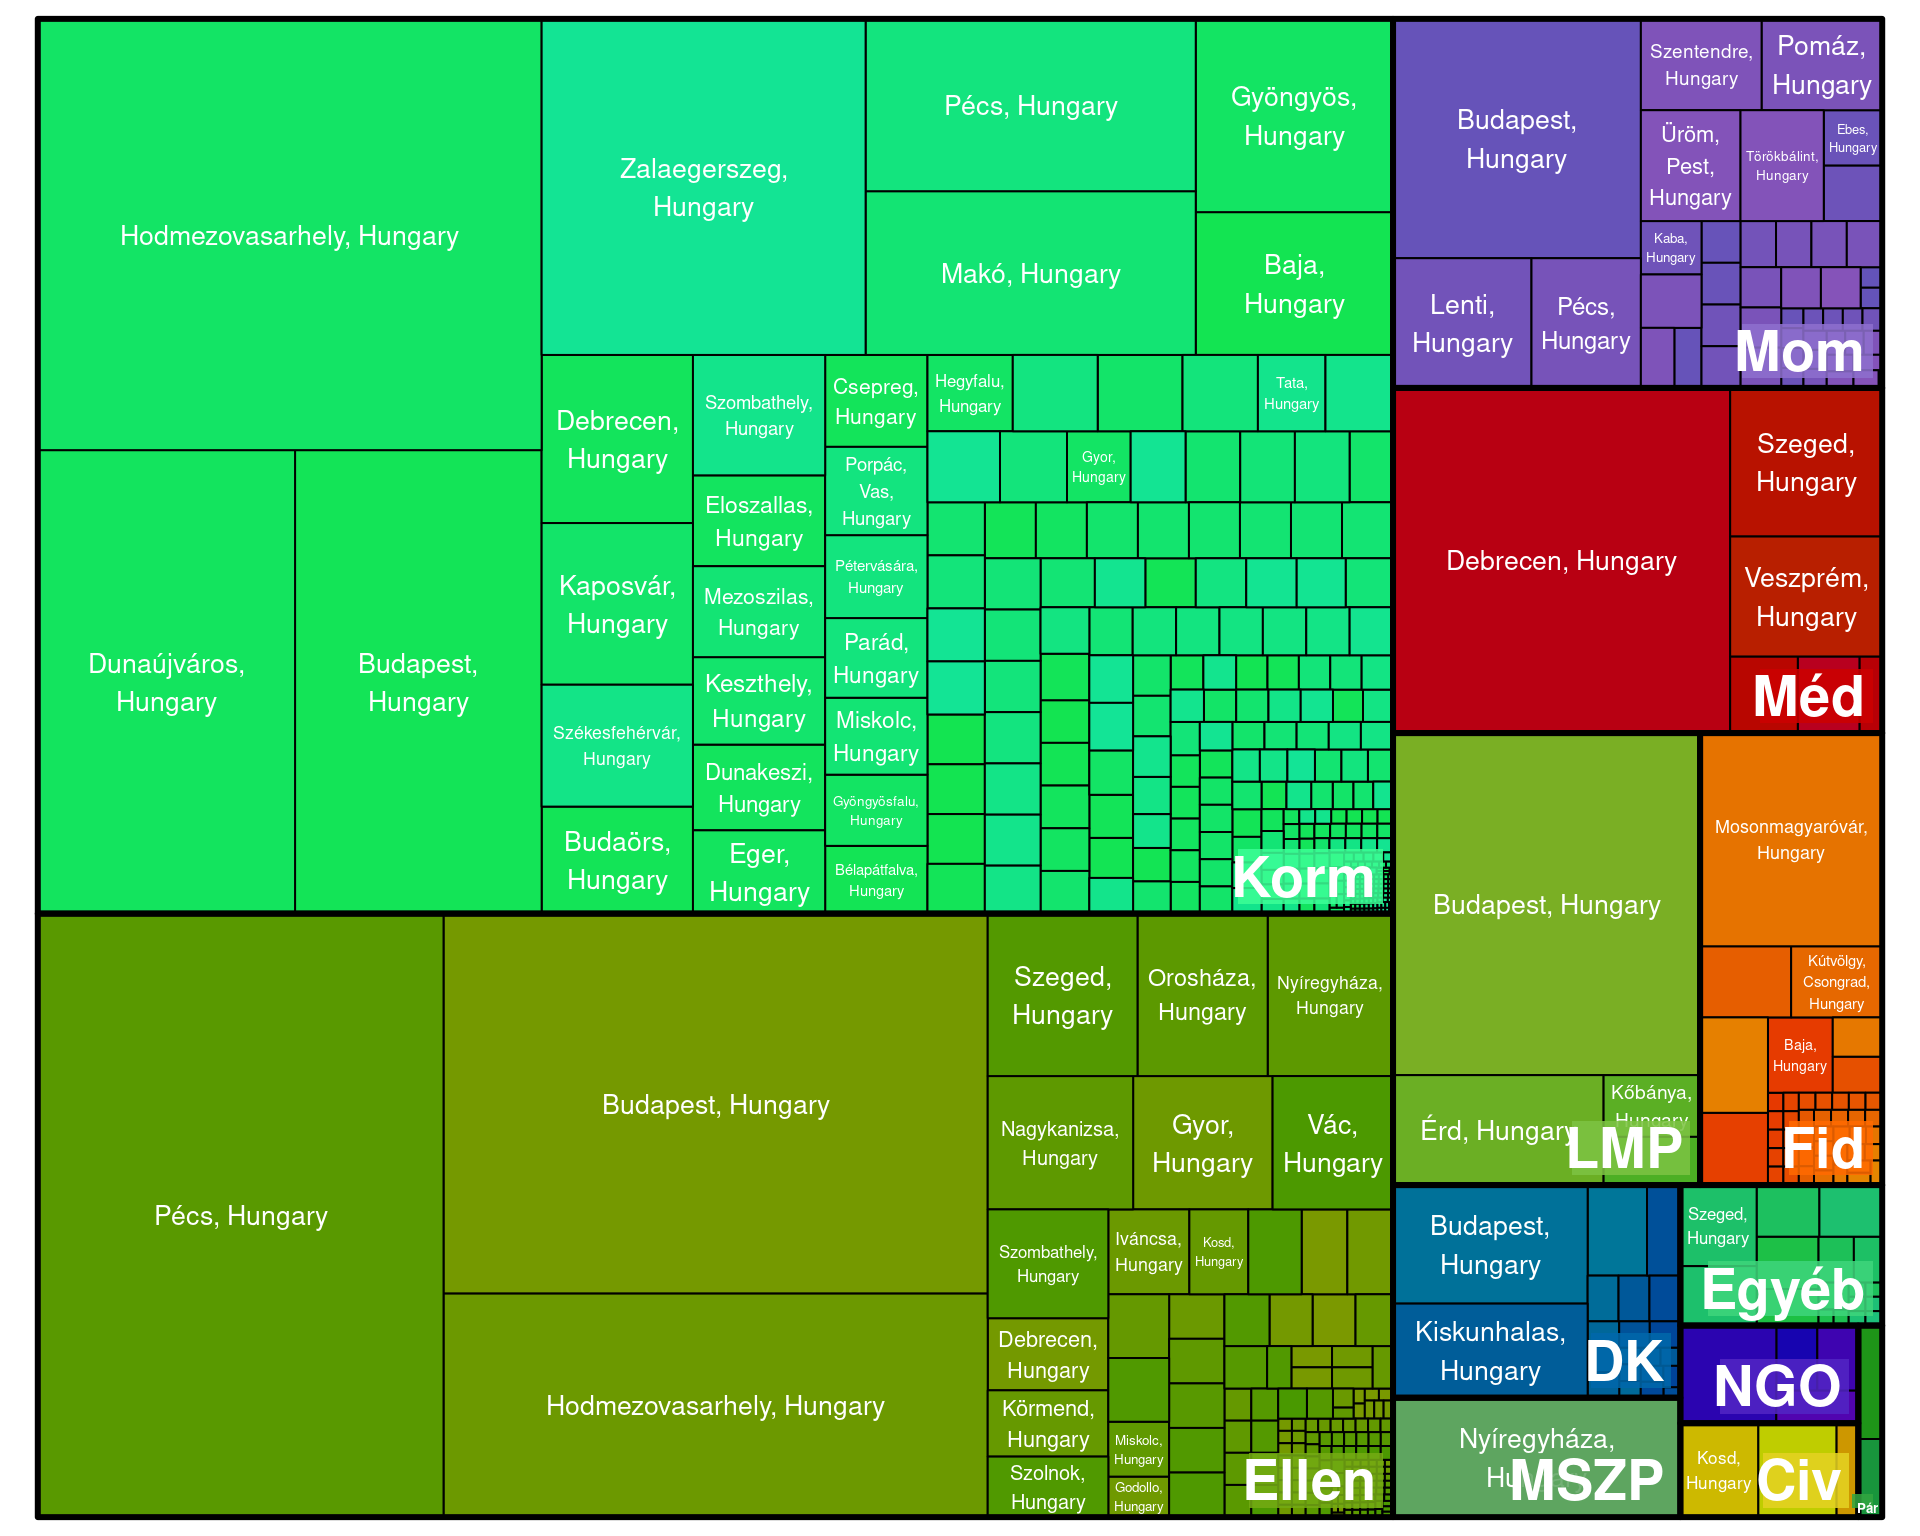 Hodmezovasarhely, Hungary
Dunaújváros,
Hungary
Budapest,
Hungary
Zalaegerszeg,
Hungary
Pécs, Hungary
Makó, Hungary
Gyöngyös,
Hungary
Baja,
Hungary
Debrecen,
Hungary
Kaposvár,
Hungary
Székesfehérvár,
Hungary
Budaörs,
Hungary
Szombathely,
Hungary
Eloszallas,
Hungary
Mezoszilas,
Hungary
Keszthely,
Hungary
Dunakeszi,
Hungary
Eger,
Hungary
Csepreg,
Hungary
Porpác,
Vas,
Hungary
Pétervására,
Hungary
Parád,
Hungary
Miskolc,
Hungary
Gyöngyösfalu,
Hungary
Bélapátfalva,
Hungary
Hegyfalu,
Hungary
Tata,
Hungary
Gyor,
Hungary
Korm
Pécs, Hungary
Budapest, Hungary
Hodmezovasarhely, Hungary
Szeged,
Hungary
Orosháza,
Hungary
Nyíregyháza,
Hungary
Nagykanizsa,
Hungary
Gyor,
Hungary
Vác,
Hungary
Szombathely,
Hungary
Debrecen,
Hungary
Körmend,
Hungary
Szolnok,
Hungary
Iváncsa,
Hungary
Kosd,
Hungary
Miskolc,
Hungary
Godollo,
Hungary
Ellen
Budapest,
Hungary
Lenti,
Hungary
Pécs,
Hungary
Szentendre,
Hungary
Pomáz,
Hungary
Üröm,
Pest,
Hungary
Törökbálint,
Hungary
Ebes,
Hungary
Kaba,
Hungary
Mom
Debrecen, Hungary
Szeged,
Hungary
Veszprém,
Hungary
Méd
Budapest, Hungary
Érd, Hungary
Kőbánya,
Hungary
LMP
Mosonmagyaróvár,
Hungary
Kútvölgy,
Csongrad,
Hungary
Baja,
Hungary
Fid
Budapest,
Hungary
Kiskunhalas,
Hungary
DK
Szeged,
Hungary
Egyéb
NGO
Nyíregyháza,
MSZP
Kosd,
Hungary
Civ
Pár